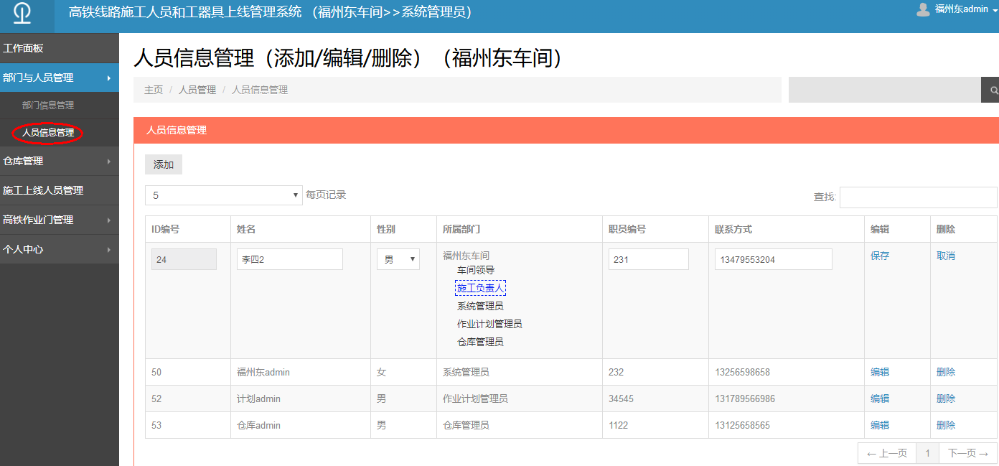 高铁线路施工人员和工器具上线管理系统 （福州东车间>>系统管理员）
福州东admin
工作面板
部门与人员管理
部门信息管理
人员信息管理
仓库管理
施工上线人员管理
高铁作业门管理
个人中心
人员信息管理（添加/编辑/删除）（福州东车间）
主页 / 人员管理 / 人员信息管理
人员信息管理
添加
5 每页记录
查找:
ID编号 姓名 性别 所属部门 职员编号 联系方式 编辑 删除
24 李四2 男 福州东车间 231 13479553204 保存 取消
车间领导
施工负责人
系统管理员
作业计划管理员
仓库管理员
50 福州东admin 女 系统管理员 232 13256598658 编辑 删除
52 计划admin 男 作业计划管理员 34545 131789566986 编辑 删除
53 仓库admin 男 仓库管理员 1122 13125658565 编辑 删除
← 上一页 1 下一页 →